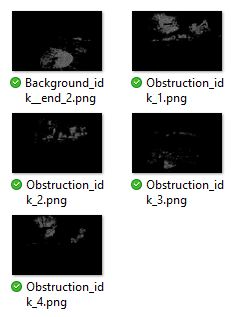 Background_id
k__end_2.png
Obstruction_id
k_1.png
Obstruction_id
k_2.png
Obstruction_id
k_3.png
Obstruction_id
k_4.png